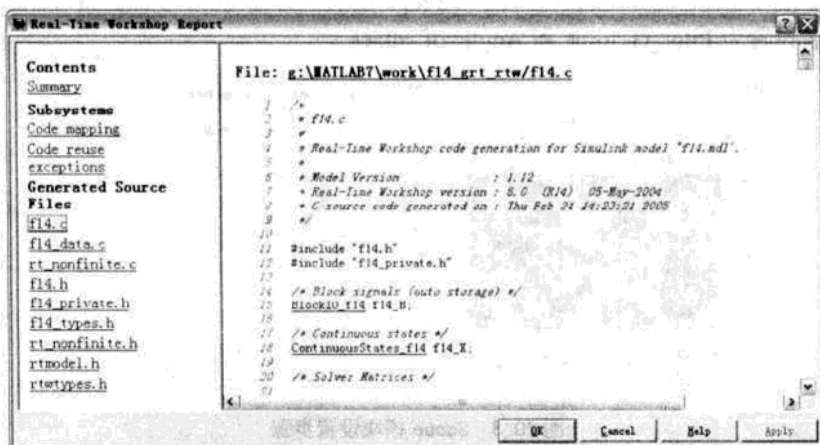 Real-Time Workshop Report
Contents
Summary
Subsystems
Code mapping
Code reuse
exceptions
Generated Source
Files
f14.c
f14_data.c
rt_nonfinite.c
f14.h
f14_private.h
f14_types.h
rt_nonfinite.h
rtmodel.h
rtwtypes.h
File: g:\MATLAB7\work\f14_grt_rtw/f14.c
1 /*
2 * f14.c
3 *
4 * Real-Time Workshop code generation for Simulink model "f14.mdl".
5 *
6 * Model Version : 1.12
7 * Real-Time Workshop version : 6.0 (R14) 05-May-2004
8 * C source code generated on : Thu Feb 24 14:23:21 2005
9 */
10
11 #include "f14.h"
12 #include "f14_private.h"
13
14 /* Block signals (auto storage) */
15 BlockIO_f14 f14_B;
16
17 /* Continuous states */
18 ContinuousStates_f14 f14_X;
19
20 /* Solver Matrices */
21
OK Cancel Help Apply